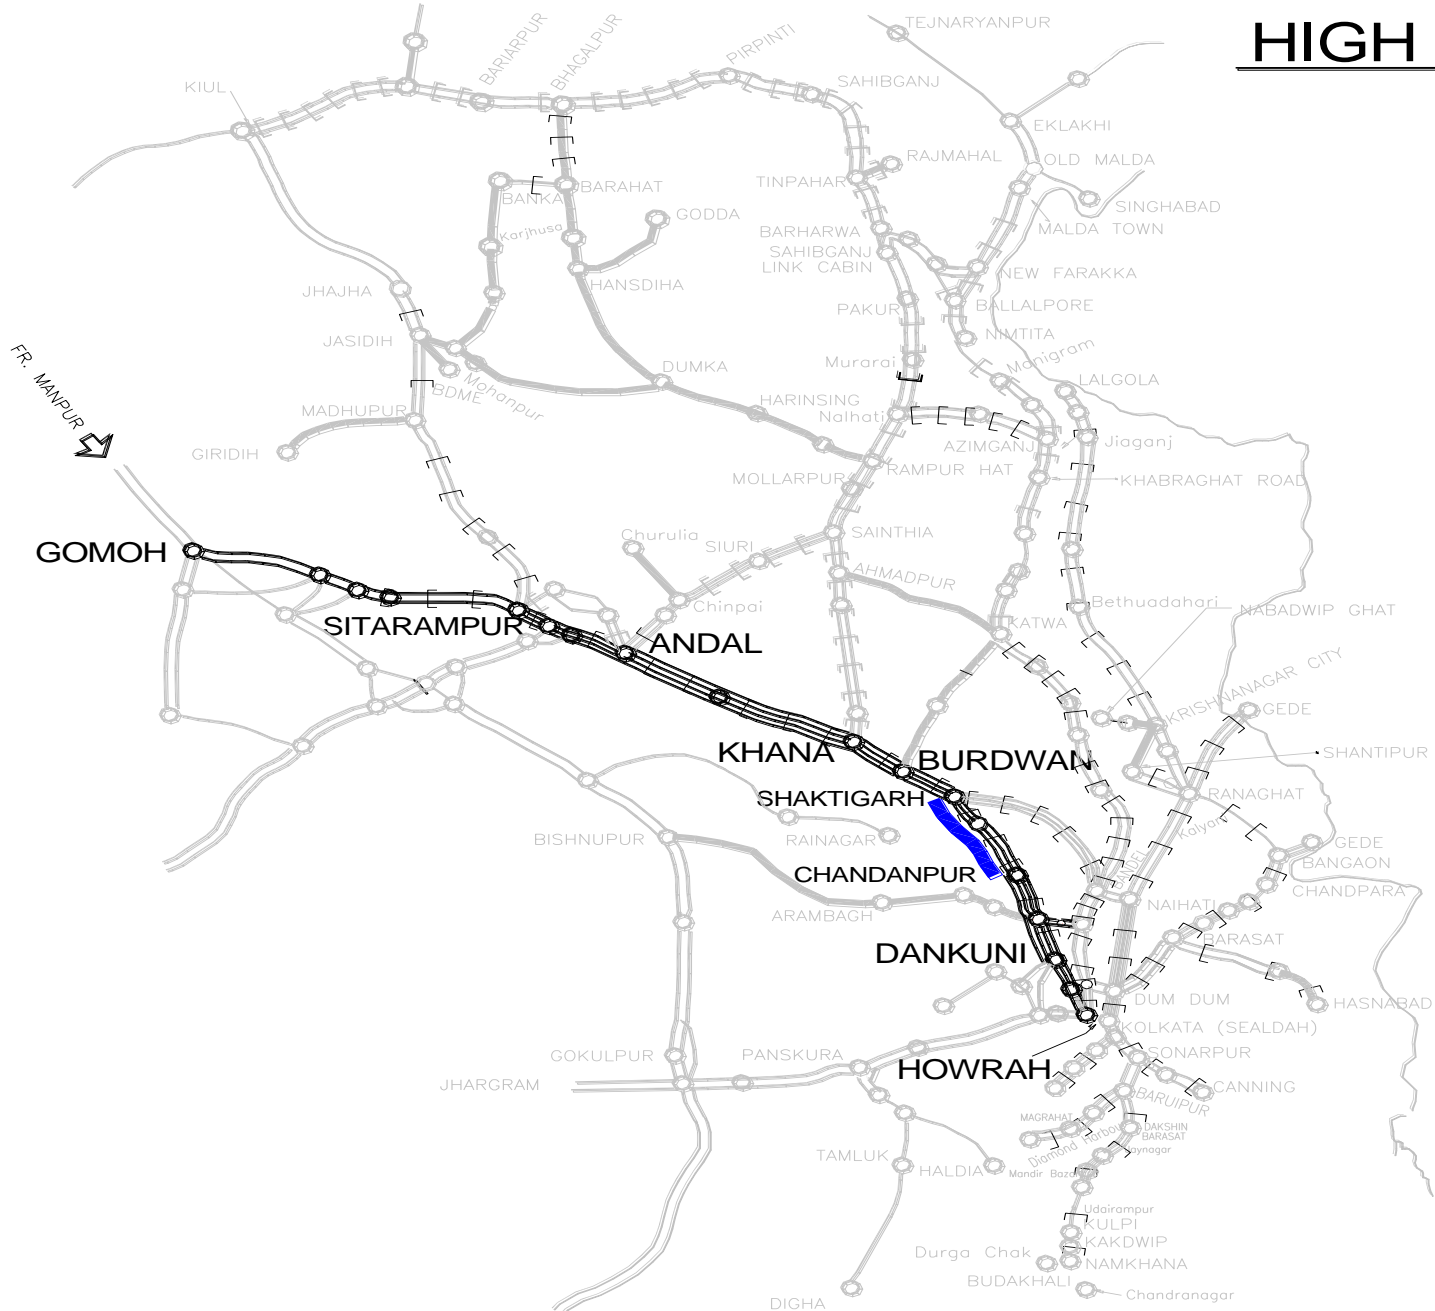 HIGH
TEJNARYANPUR
BARIARPUR
BHAGALPUR
PIRPINTI
SAHIBGANJ
KIUL
EKLAKHI
RAJMAHAL
OLD MALDA
TINPAHAR
BANKA
BARAHAT
SINGHABAD
GODDA
Karjhusa
BARHARWA
MALDA TOWN
SAHIBGANJ
LINK CABIN
NEW FARAKKA
HANSDIHA
JHAJHA
PAKUR
BALLALPORE
JASIDIH
NIMTITA
FR. MANPUR
Murarai
Manigram
DUMKA
Mohanpur
LALGOLA
BDME
HARINSING
MADHUPUR
Nalhati
AZIMGANJ
Jiaganj
GIRIDIH
MOLLARPUR
RAMPUR HAT
KHABRAGHAT ROAD
Churulia
SIURI
SAINTHIA
GOMOH
AHMADPUR
Chinpai
Bethuadahari
NABADWIP GHAT
SITARAMPUR
ANDAL
KATWA
KRISHNANAGAR CITY
GEDE
KHANA
BURDWAN
SHANTIPUR
SHAKTIGARH
RANAGHAT
BISHNUPUR
RAINAGAR
Kalyani
GEDE
BANGAON
BANDEL
CHANDANPUR
CHANDPARA
ARAMBAGH
NAIHATI
DANKUNI
BARASAT
DUM DUM
HASNABAD
KOLKATA (SEALDAH)
GOKULPUR
PANSKURA
SONARPUR
HOWRAH
JHARGRAM
CANNING
BARUIPUR
MAGRAHAT
DAKSHIN
BARASAT
Diamond Harbour
Jaynagar
TAMLUK
HALDIA
Mandir Bazar
Udairampur
KULPI
KAKDWIP
Durga Chak
NAMKHANA
BUDAKHALI
Chandranagar
DIGHA